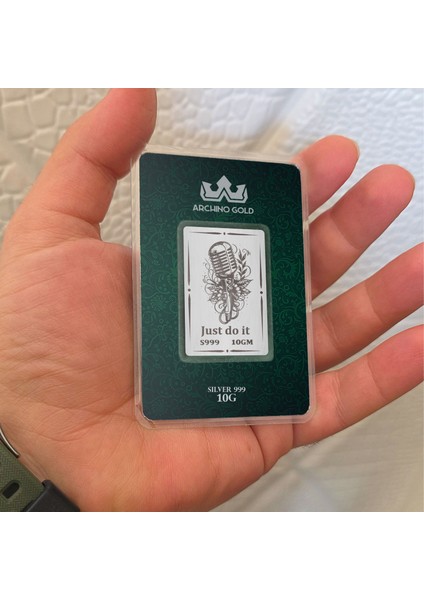 ARCHINO GOLD
Just do it
S999 10GM
SILVER 999
10G